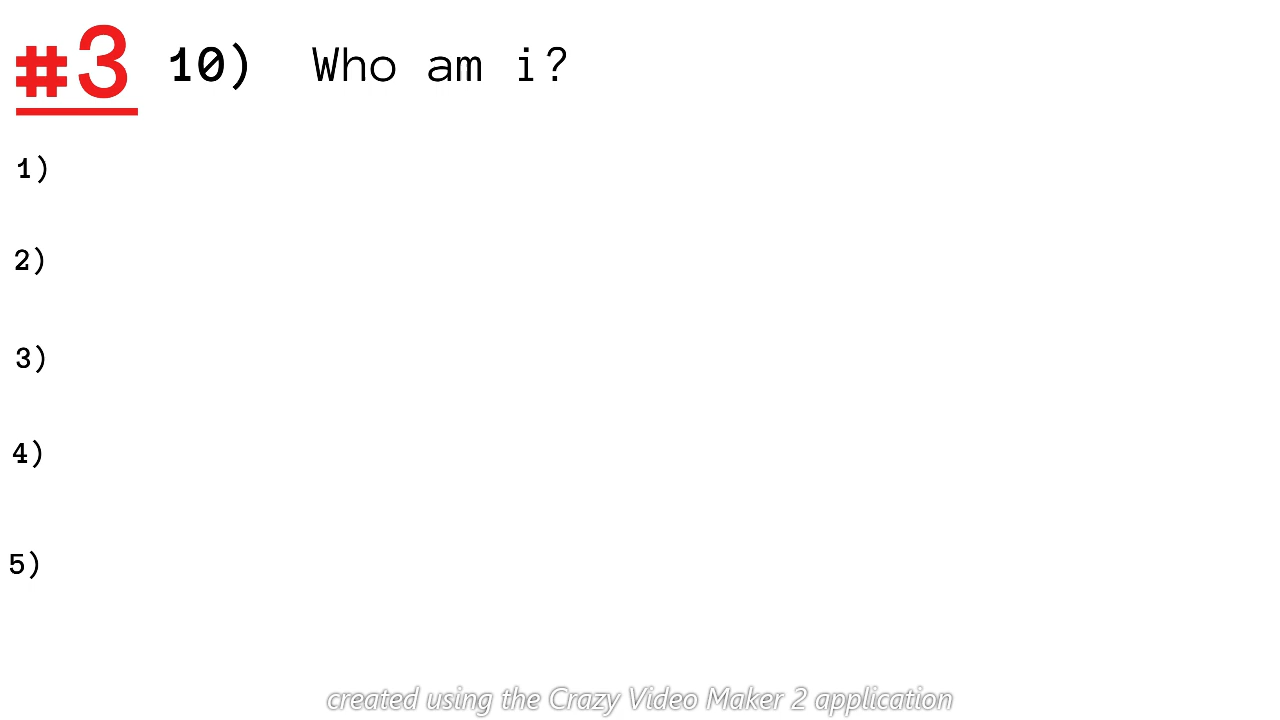 #3 10) Who am i?
1)
2)
3)
4)
5)
created using the Crazy Video Maker 2 application